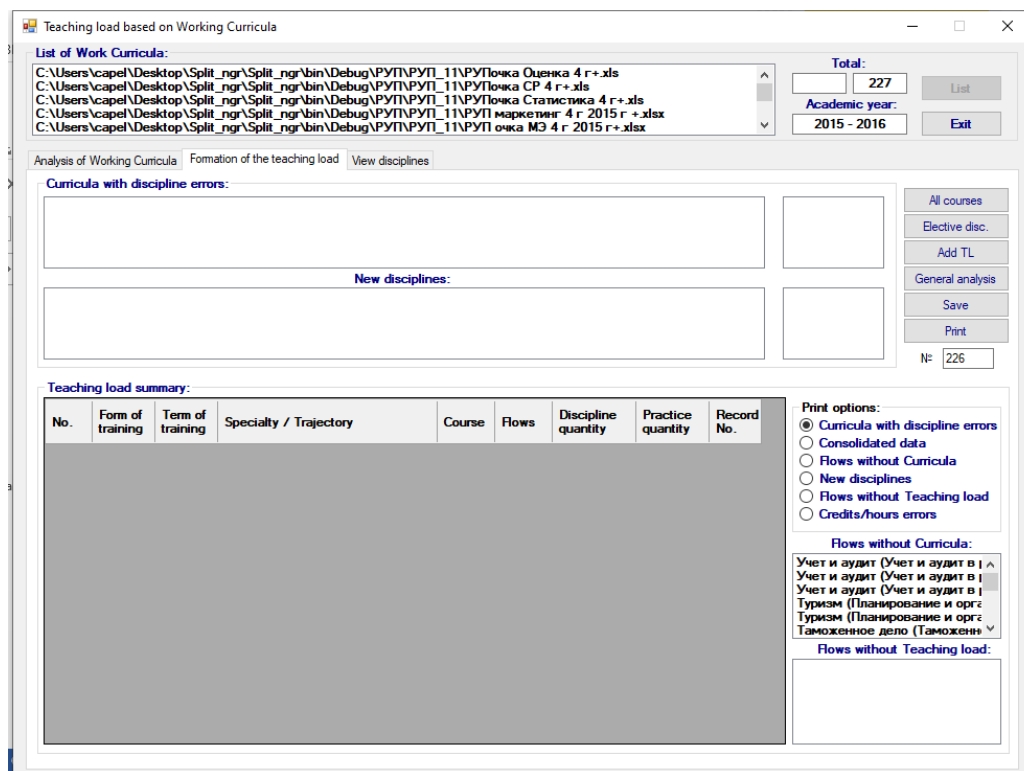 Teaching load based on Working Curricula
List of Work Curricula:
C:\Users\capel\Desktop\Split_ngr\Split_ngr\bin\Debug\РУП\РУП_11\РУПочка Оценка 4 г+.xls
C:\Users\capel\Desktop\Split_ngr\Split_ngr\bin\Debug\РУП\РУП_11\РУПочка СР 4 г+.xls
C:\Users\capel\Desktop\Split_ngr\Split_ngr\bin\Debug\РУП\РУП_11\РУПочка Статистика 4 г+.xls
C:\Users\capel\Desktop\Split_ngr\Split_ngr\bin\Debug\РУП\РУП_11\РУП маркетинг 4 г 2015 г +.xlsx
C:\Users\capel\Desktop\Split_ngr\Split_ngr\bin\Debug\РУП\РУП_11\РУП очка МЭ 4 г 2015 г+.xlsx
Total:
227
List
Academic year:
2015 - 2016
Exit
Analysis of Working Curricula Formation of the teaching load View disciplines
Curricula with discipline errors:
New disciplines:
All courses
Elective disc.
Add TL
General analysis
Save
Print
№ 226
Teaching load summary:
No. Form of training Term of training Specialty / Trajectory Course Flows Discipline quantity Practice quantity Record No.
Print options:
Curricula with discipline errors
Consolidated data
Flows without Curricula
New disciplines
Flows without Teaching load
Credits/hours errors
Flows without Curricula:
Учет и аудит (Учет и аудит в
Учет и аудит (Учет и аудит в
Учет и аудит (Учет и аудит в
Туризм (Планирование и
Туризм (Планирование и
Таможенное дело
Flows without Teaching load: